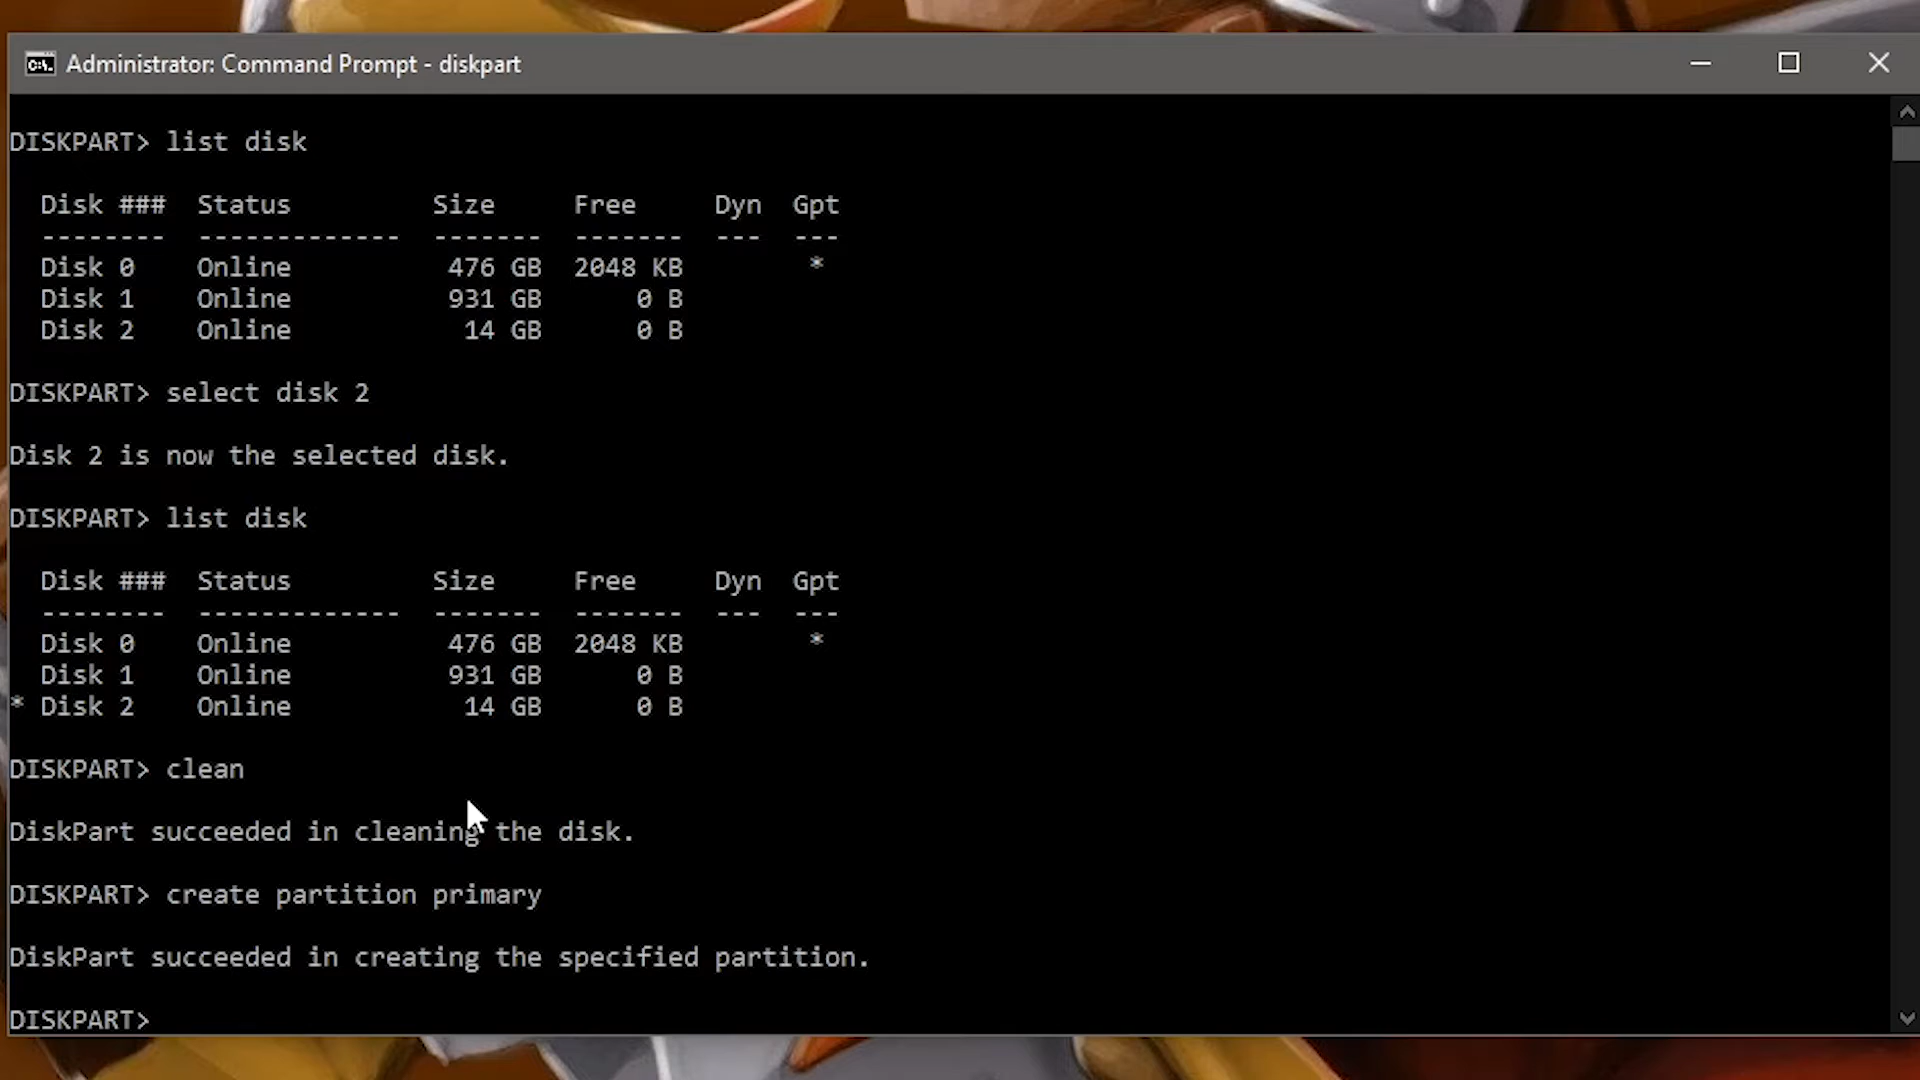 Administrator: Command Prompt - diskpart
DISKPART> list disk
Disk ###  Status         Size     Free     Dyn  Gpt
--------  -------------  -------  -------  ---  ---
Disk 0    Online          476 GB  2048 KB        *
Disk 1    Online          931 GB      0 B
Disk 2    Online           14 GB      0 B
DISKPART> select disk 2
Disk 2 is now the selected disk.
DISKPART> list disk
Disk ###  Status         Size     Free     Dyn  Gpt
--------  -------------  -------  -------  ---  ---
Disk 0    Online          476 GB  2048 KB        *
Disk 1    Online          931 GB      0 B
* Disk 2    Online           14 GB      0 B
DISKPART> clean
DiskPart succeeded in cleaning the disk.
DISKPART> create partition primary
DiskPart succeeded in creating the specified partition.
DISKPART>